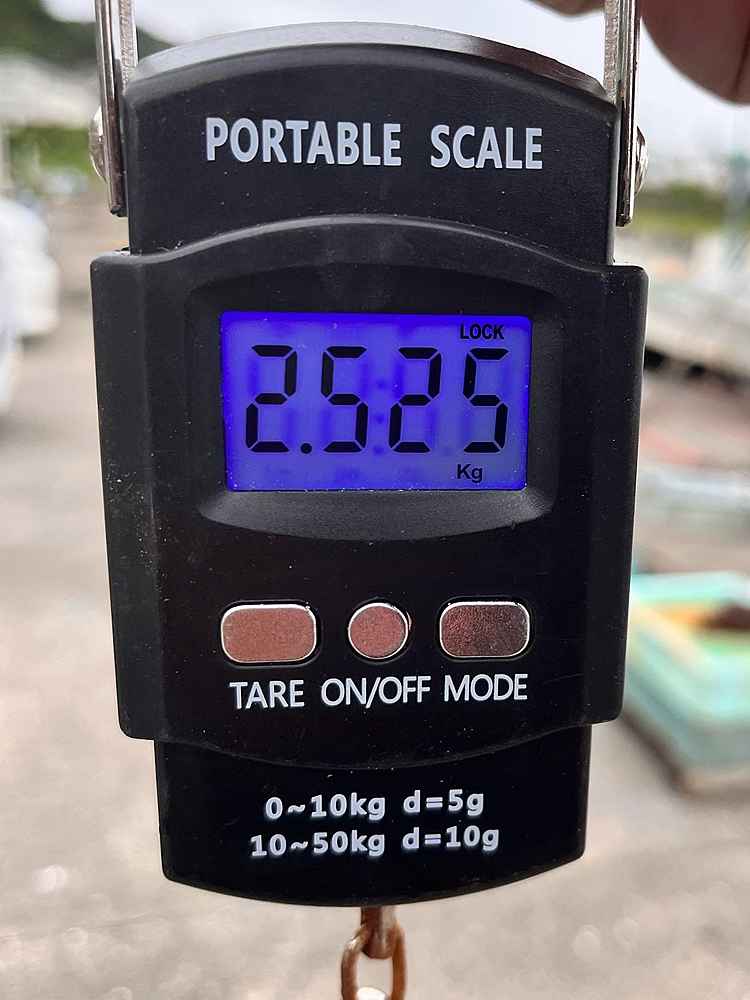 PORTABLE SCALE
LOCK
2.525
Kg
TARE ON/OFF MODE
0~10kg d=5g
10~50kg d=10g